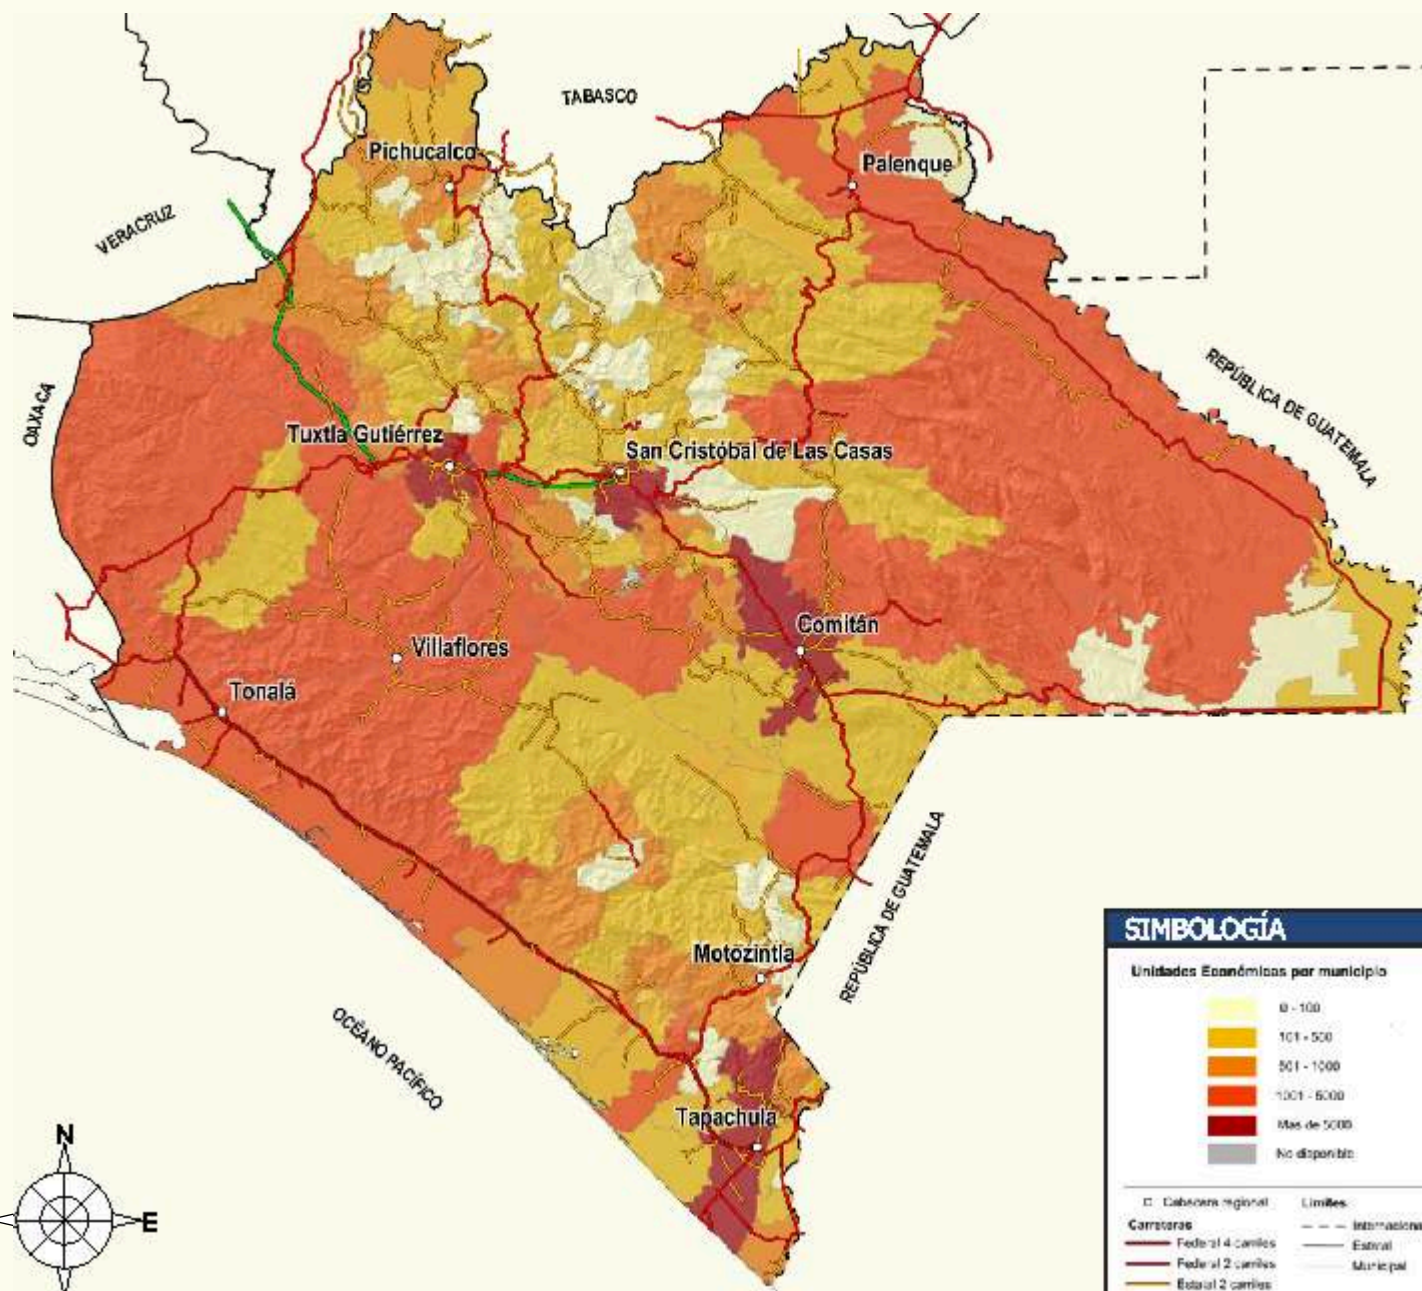 TABASCO
Pichucalco
Palenque
VERACRUZ
REPÚBLICA DE GUATEMALA
OAXACA
Tuxtla Gutiérrez
San Cristóbal de Las Casas
Comitán
Villaflores
Tonalá
REPÚBLICA DE GUATEMALA
Motozintla
OCÉANO PACÍFICO
Tapachula
N
E
SIMBOLOGÍA
Unidades Económicas por municipio
0 - 100
101 - 500
501 - 1000
1001 - 5000
Mas de 5000
No disponible
Cabecera regional
Límites
Carreteras
Internaciona
Federal 4 carriles
Estatal
Federal 2 carriles
Municipal
Estatal 2 carriles